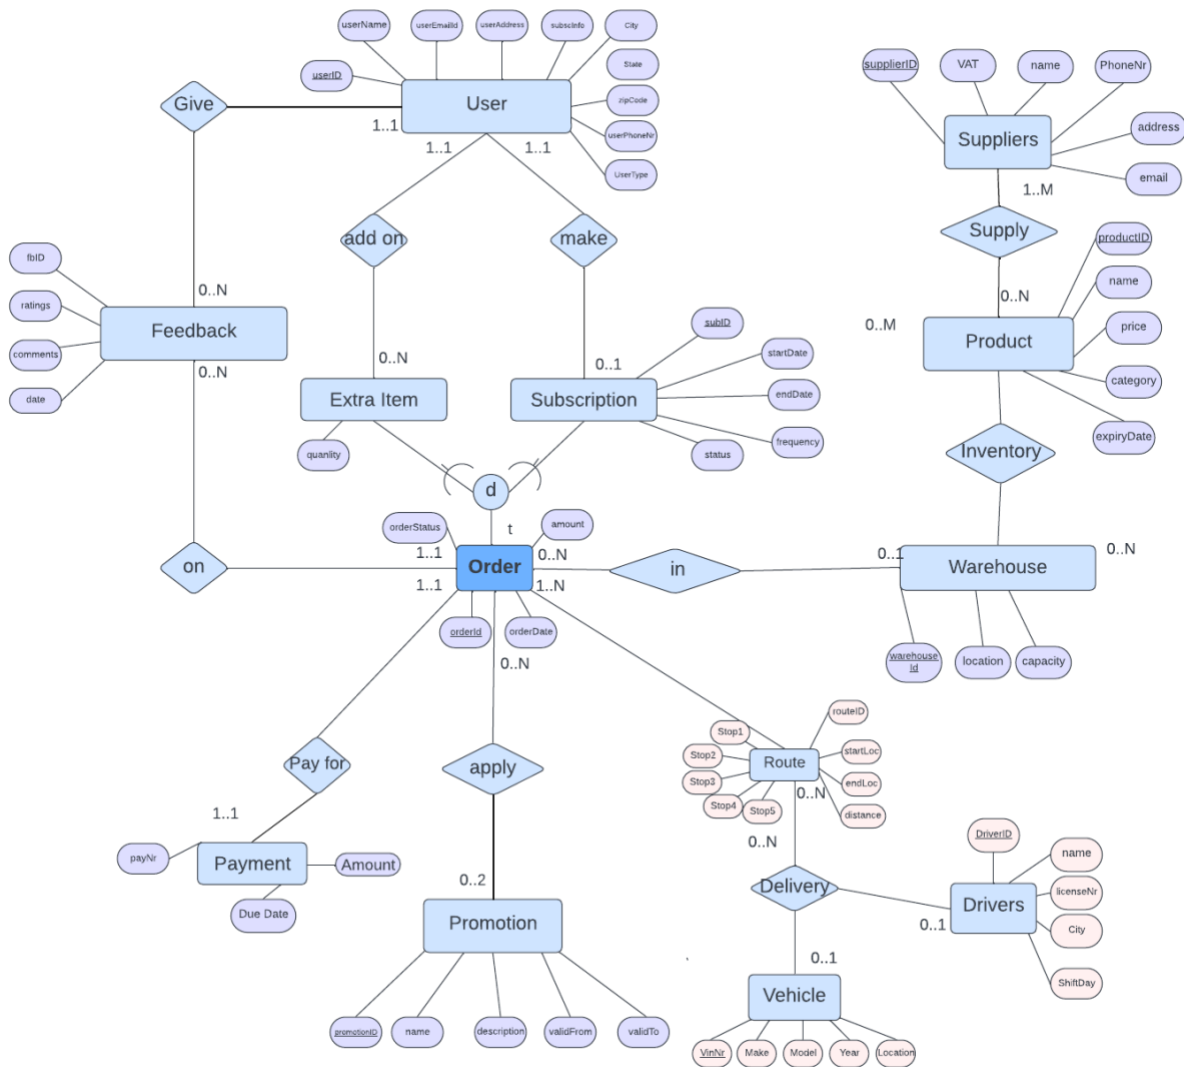 userName
userEmailId
userAddress
subscInfo
City
userID
State
zipCode
userPhoneNr
UserType
User
Give
1..1
1..1
1..1
supplierID
VAT
name
PhoneNr
address
email
Suppliers
1..M
Supply
add on
make
fbID
ratings
comments
date
0..N
Feedback
0..N
0..N
0..1
Extra Item
Subscription
quanlity
subID
startDate
endDate
frequency
status
0..N
0..M
Product
productID
name
price
category
expiryDate
Inventory
d
t
orderStatus
amount
1..1
0..N
Order
1..1
1..N
orderId
orderDate
0..N
on
in
0..1
0..N
Warehouse
warehouse
Id
location
capacity
Pay for
apply
1..1
payNr
Payment
Amount
Due Date
0..2
Promotion
promotionID
name
description
validFrom
validTo
Stop1
Stop2
Stop3
Stop4
Stop5
Route
routeID
startLoc
endLoc
distance
0..N
0..N
Delivery
DriverID
name
licenseNr
City
ShiftDay
Drivers
0..1
0..1
Vehicle
VinNr
Make
Model
Year
Location